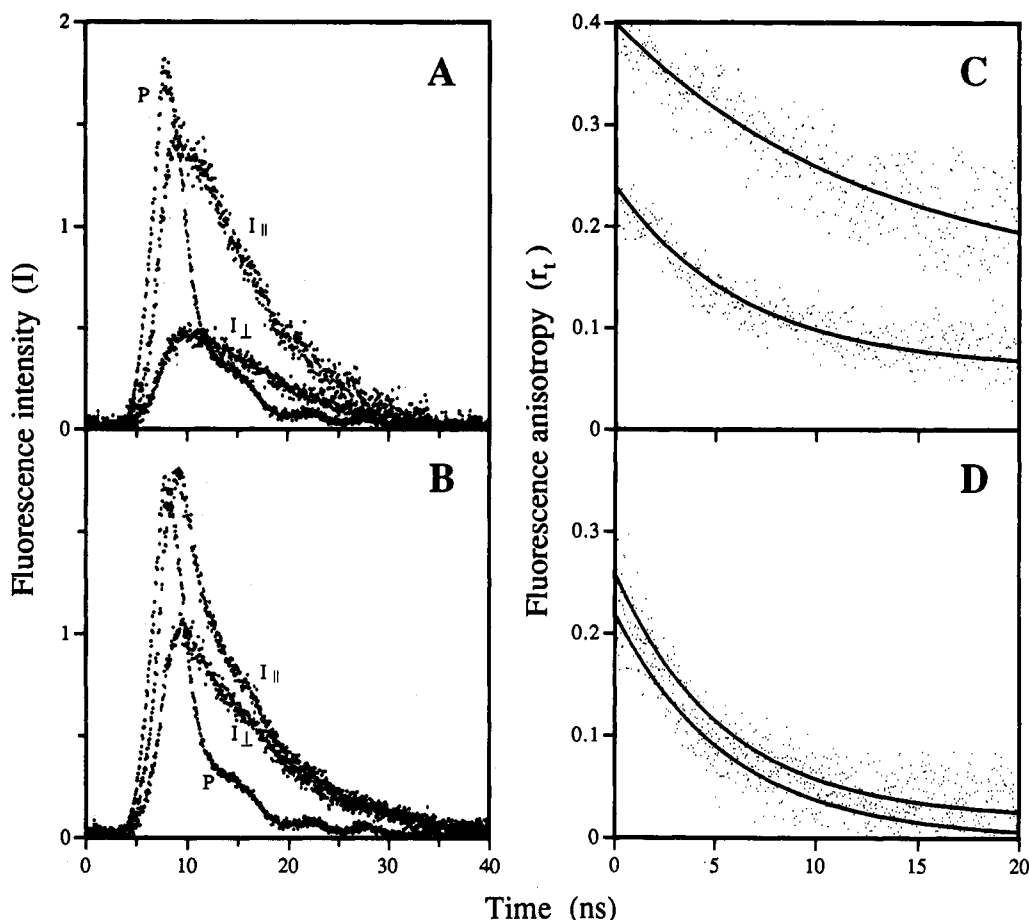 Fluorescence intensity (I)
2
1
0
A
P
I∥
I⊥
1
0
B
I∥
I⊥
P
0
10
20
30
40
Fluorescence anisotropy (rt)
0.4
0.3
0.2
0.1
0
C
0.3
0.2
0.1
0
D
0
5
10
15
20
Time (ns)